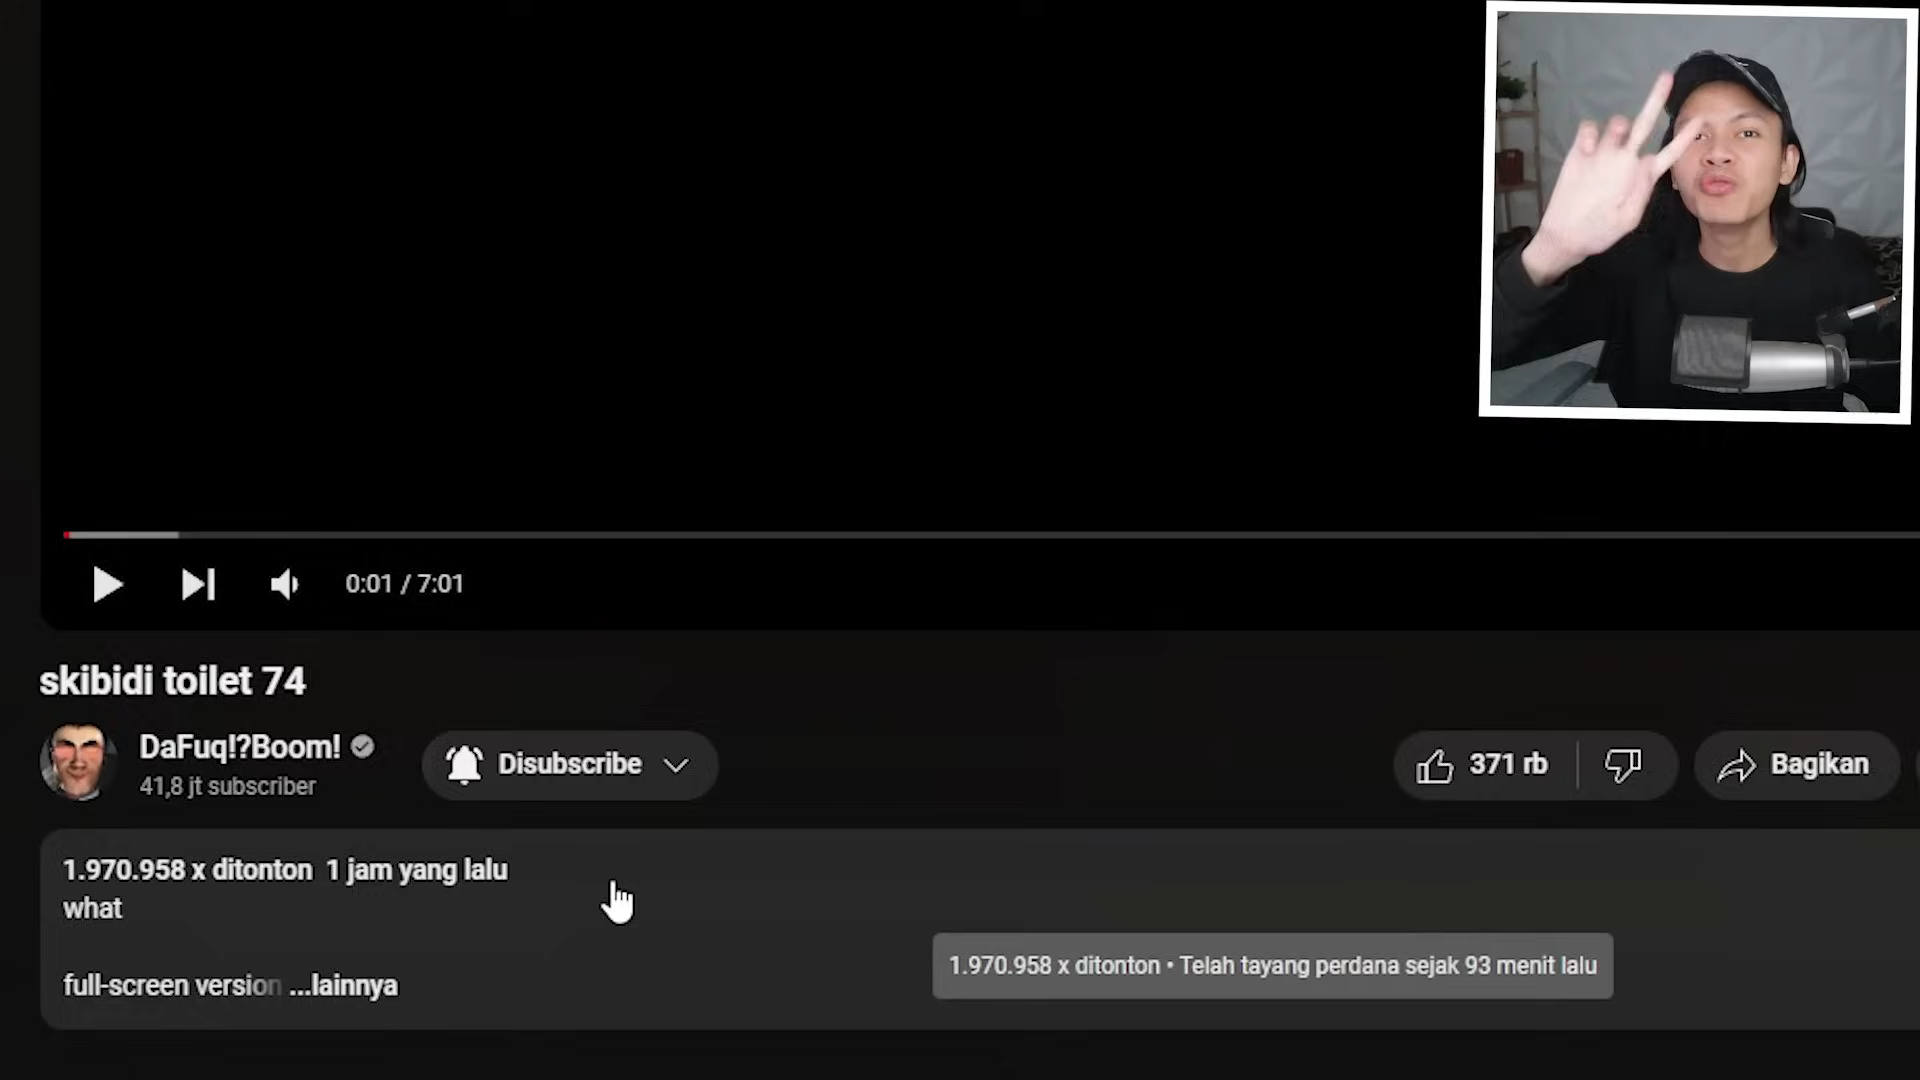 0:01 / 7:01
skibidi toilet 74
DaFuq!?Boom!
41,8 jt subscriber
Disubscribe
371 rb
Bagikan
1.970.958 x ditonton 1 jam yang lalu
what
1.970.958 x ditonton • Telah tayang perdana sejak 93 menit lalu
full-screen version ...lainnya